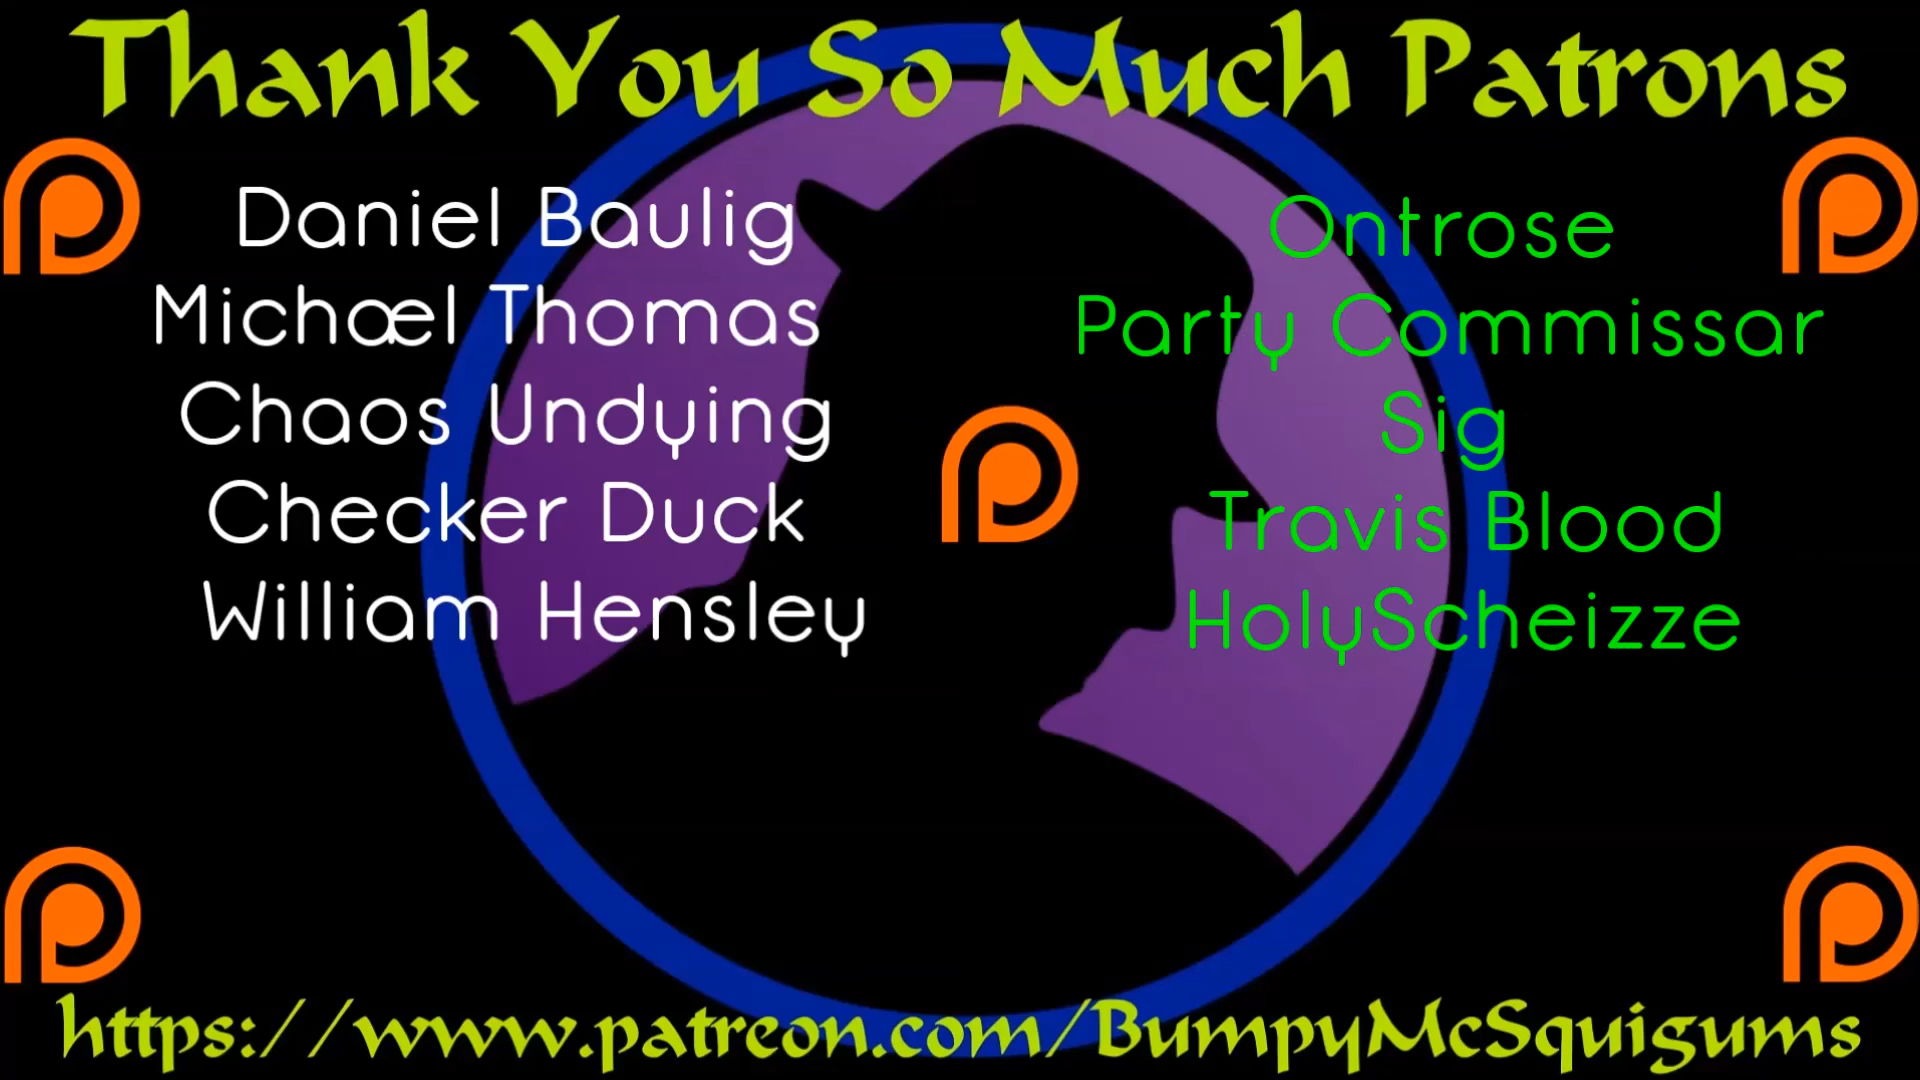 Thank You So Much Patrons
Daniel Baulig
Michæl Thomas
Chaos Undying
Checker Duck
William Hensley
Ontrose
Party Commissar
Sig
Travis Blood
HolyScheizze
https://www.patreon.com/BumpyMcSquigums